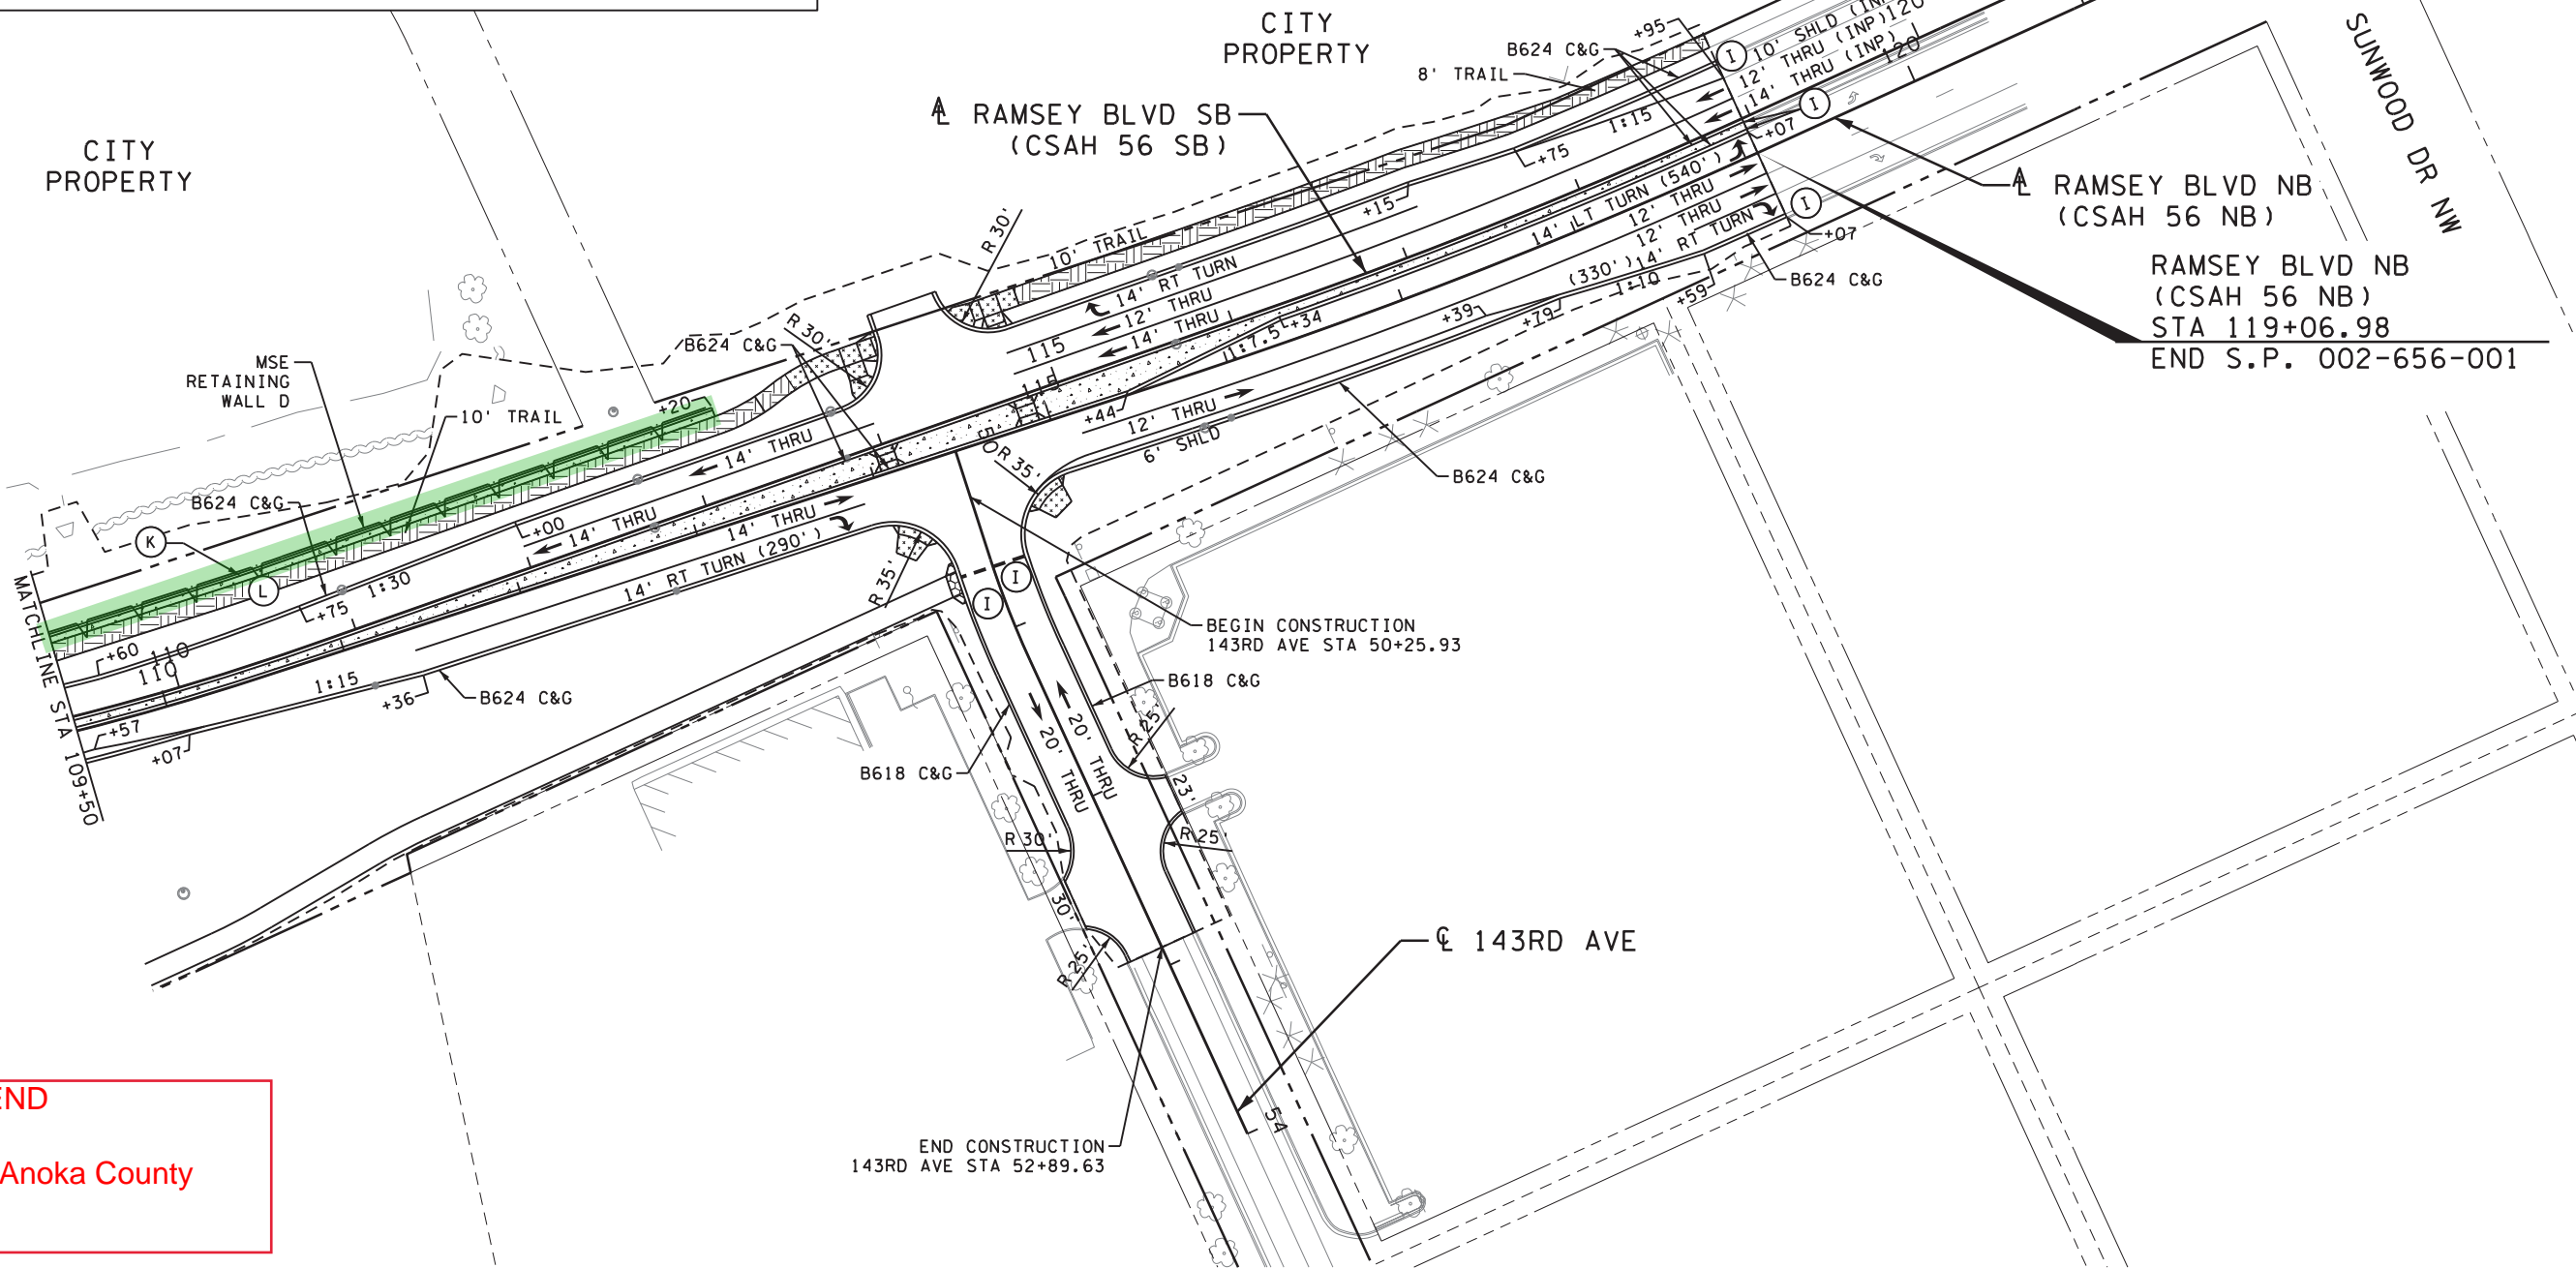 CITY
PROPERTY
CITY
PROPERTY
+95
B624 C&G
8' TRAIL
I
10' SHLD
12' THRU (INP)
14' THRU (INP)
120
120
SUNWOOD DR NW
RAMSEY BLVD SB
(CSAH 56 SB)
1:15
+75
+07
I
RAMSEY BLVD NB
(CSAH 56 NB)
RAMSEY BLVD NB
(CSAH 56 NB)
STA 119+06.98
END S.P. 002-656-001
14' LT TURN (540')
12' THRU
12' THRU
14' RT TURN
(330')
I
+07
B624 C&G
+15
1:10
+59
+79
+39
R 30'
10' TRAIL
14' RT TURN
12' THRU
14' THRU
115
115
1:7.5
+34
+44
12' THRU
6' SHLD
R 30'
B624 C&G
MSE
RETAINING
WALL D
10' TRAIL
+20
14' THRU
50
R 35'
B624 C&G
B624 C&G
K
L
+00
14' THRU
14' THRU
14' RT TURN (290')
1:30
+75
R 35'
I
I
MATCHLINE STA 109+50
+60
110
110
1:15
+36
B624 C&G
+57
+07
BEGIN CONSTRUCTION
143RD AVE STA 50+25.93
B618 C&G
R 25'
20' THRU
20' THRU
B618 C&G
23'
R 30'
R 25'
30'
R 25'
℄ 143RD AVE
54
END CONSTRUCTION
143RD AVE STA 52+89.63
END
Anoka County